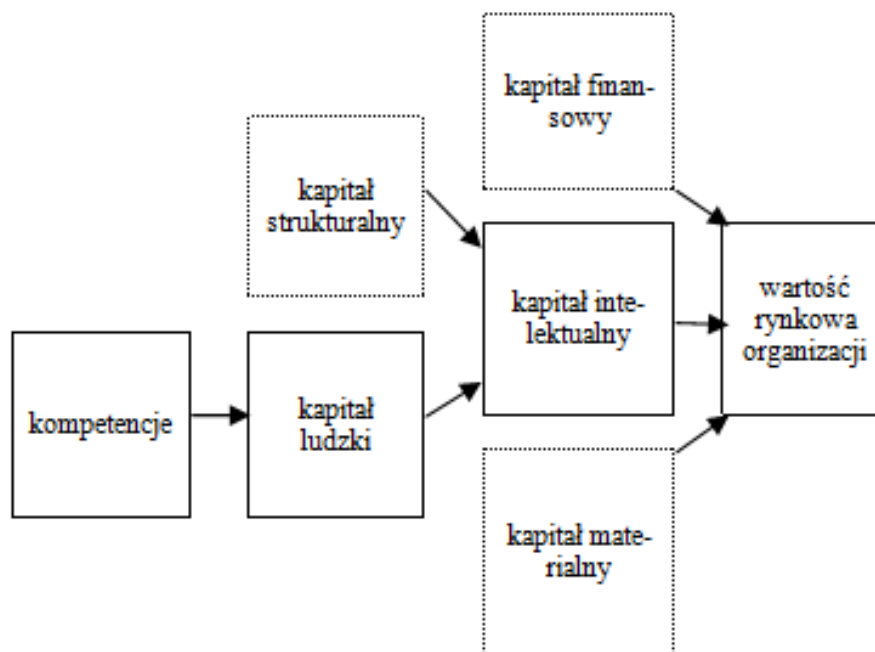 kapitał finan-
sowy
kapitał
strukturalny
kapitał inte-
lektualny
wartość
rynkowa
organizacji
kompetencje
kapitał
ludzki
kapitał mate-
rialny